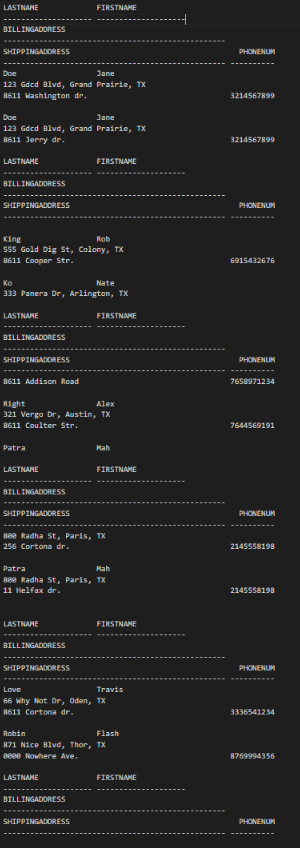 LASTNAME FIRSTNAME
-------------------- --------------------
BILLINGADDRESS
--------------------------------------------------
SHIPPINGADDRESS PHONENUM
-------------------------------------------------- ----------
Doe Jane
123 Gdcd Blvd, Grand Prairie, TX
8611 Washington dr. 3214567899
Doe Jane
123 Gdcd Blvd, Grand Prairie, TX
8611 Jerry dr. 3214567899
LASTNAME FIRSTNAME
-------------------- --------------------
BILLINGADDRESS
--------------------------------------------------
SHIPPINGADDRESS PHONENUM
-------------------------------------------------- ----------
King Rob
555 Gold Dig St, Colony, TX
8611 Cooper Str. 6915432676
Ko Nate
333 Panera Dr, Arlington, TX
LASTNAME FIRSTNAME
-------------------- --------------------
BILLINGADDRESS
--------------------------------------------------
SHIPPINGADDRESS PHONENUM
-------------------------------------------------- ----------
8611 Addison Road 7658971234
Right Alex
321 Vergo Dr, Austin, TX
8611 Coulter Str. 7644569191
Patra Mah
LASTNAME FIRSTNAME
-------------------- --------------------
BILLINGADDRESS
--------------------------------------------------
SHIPPINGADDRESS PHONENUM
-------------------------------------------------- ----------
800 Radha St, Paris, TX
256 Cortona dr. 2145558198
Patra Mah
800 Radha St, Paris, TX
11 Helfax dr. 2145558198
LASTNAME FIRSTNAME
-------------------- --------------------
BILLINGADDRESS
--------------------------------------------------
SHIPPINGADDRESS PHONENUM
-------------------------------------------------- ----------
Love Travis
66 Why Not Dr, Oden, TX
8611 Cortona dr. 3336541234
Robin Flash
871 Nice Blvd, Thor, TX
0000 Nowhere Ave. 8769994356
LASTNAME FIRSTNAME
-------------------- --------------------
BILLINGADDRESS
--------------------------------------------------
SHIPPINGADDRESS PHONENUM
-------------------------------------------------- ----------